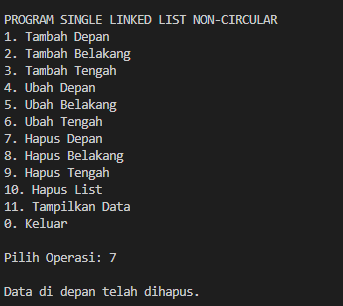 PROGRAM SINGLE LINKED LIST NON-CIRCULAR
1. Tambah Depan
2. Tambah Belakang
3. Tambah Tengah
4. Ubah Depan
5. Ubah Belakang
6. Ubah Tengah
7. Hapus Depan
8. Hapus Belakang
9. Hapus Tengah
10. Hapus List
11. Tampilkan Data
0. Keluar
Pilih Operasi: 7
Data di depan telah dihapus.